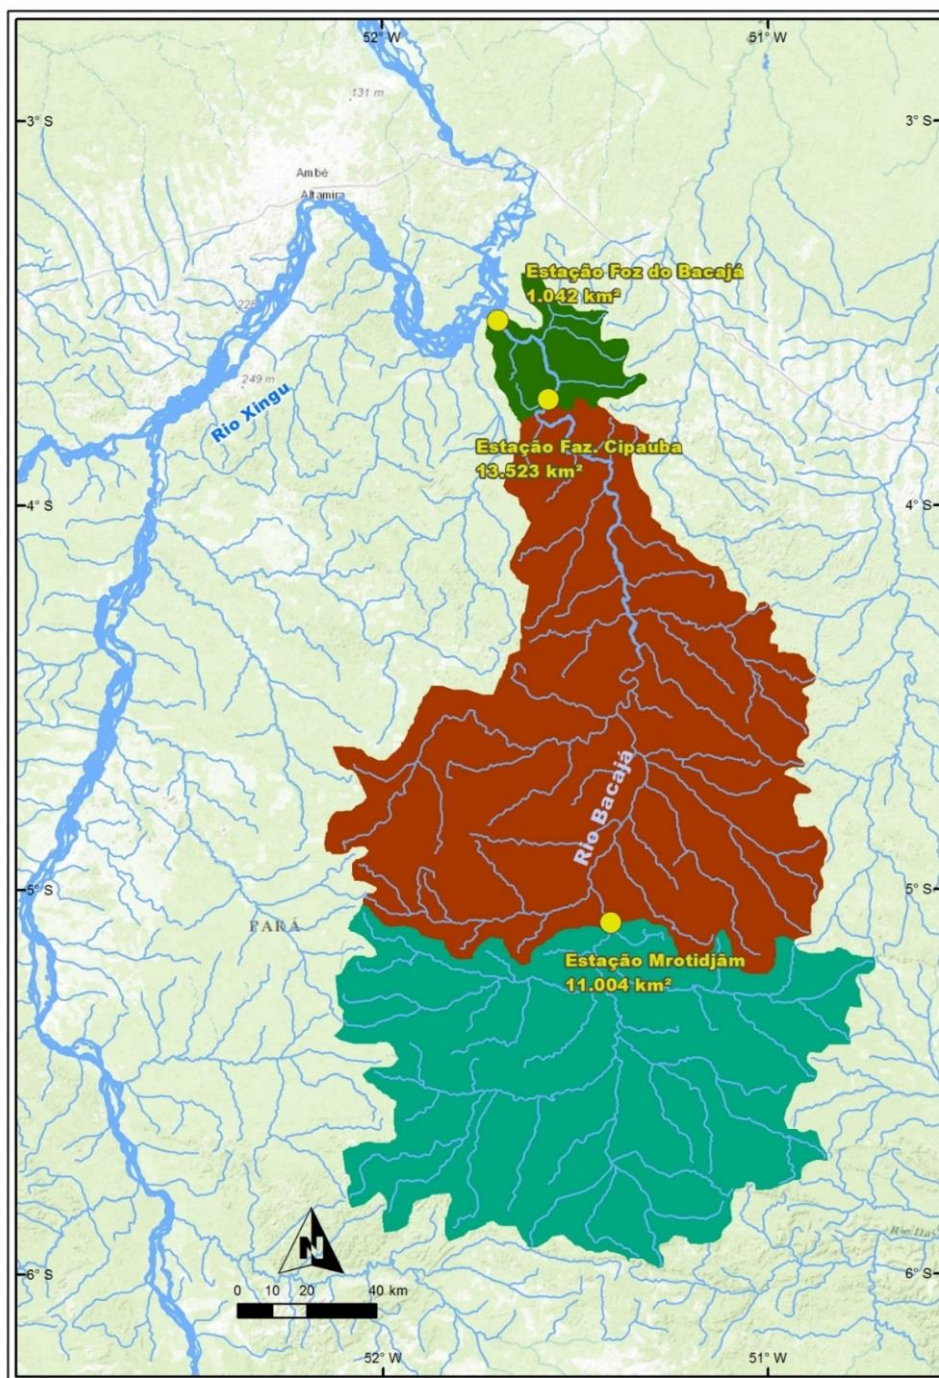 52° W
51° W
131 m
3° S
3° S
Ambé
Altamira
Estação Foz do Bacajá
1.042 km²
249 m
Rio Xingu
Estação Faz. Cipauba
13.523 km²
4° S
4° S
Rio Bacajá
5° S
5° S
PARÁ
Estação Mrotidjãm
11.004 km²
N
6° S
6° S
0 10 20 40 km
52° W
51° W